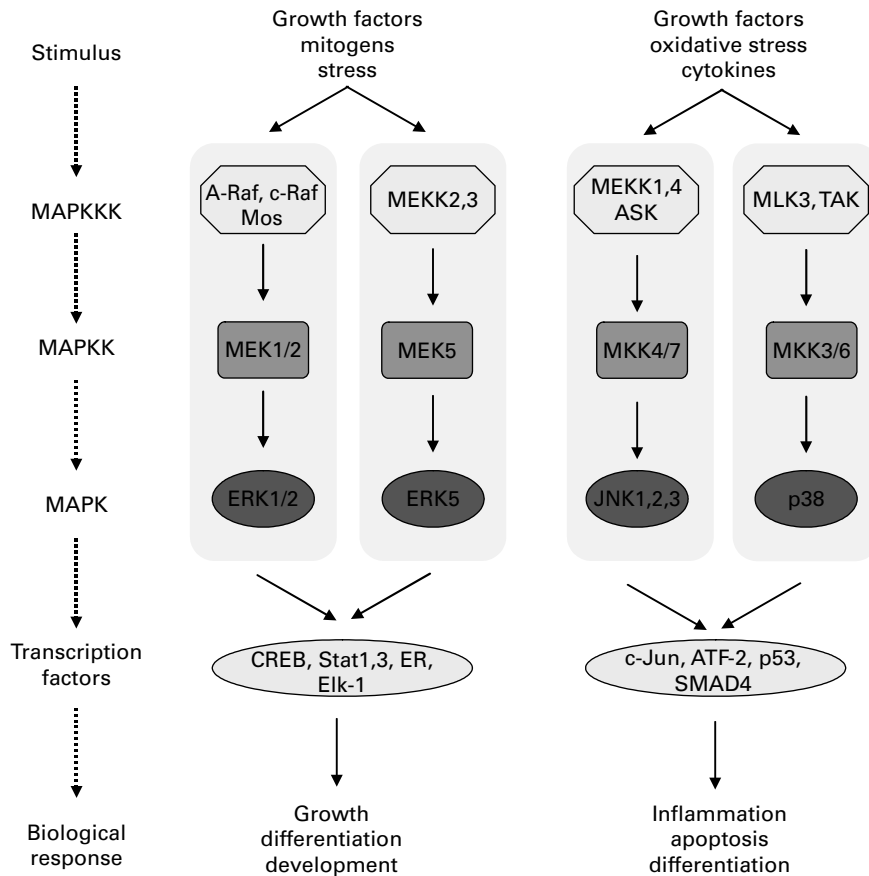 Stimulus
Growth factors
mitogens
stress
Growth factors
oxidative stress
cytokines
MAPKKK
A-Raf, c-Raf
Mos
MEKK2,3
MEKK1,4
ASK
MLK3, TAK
MAPKK
MEK1/2
MEK5
MKK4/7
MKK3/6
MAPK
ERK1/2
ERK5
JNK1,2,3
p38
Transcription
factors
CREB, Stat1,3, ER,
Elk-1
c-Jun, ATF-2, p53,
SMAD4
Biological
response
Growth
differentiation
development
Inflammation
apoptosis
differentiation